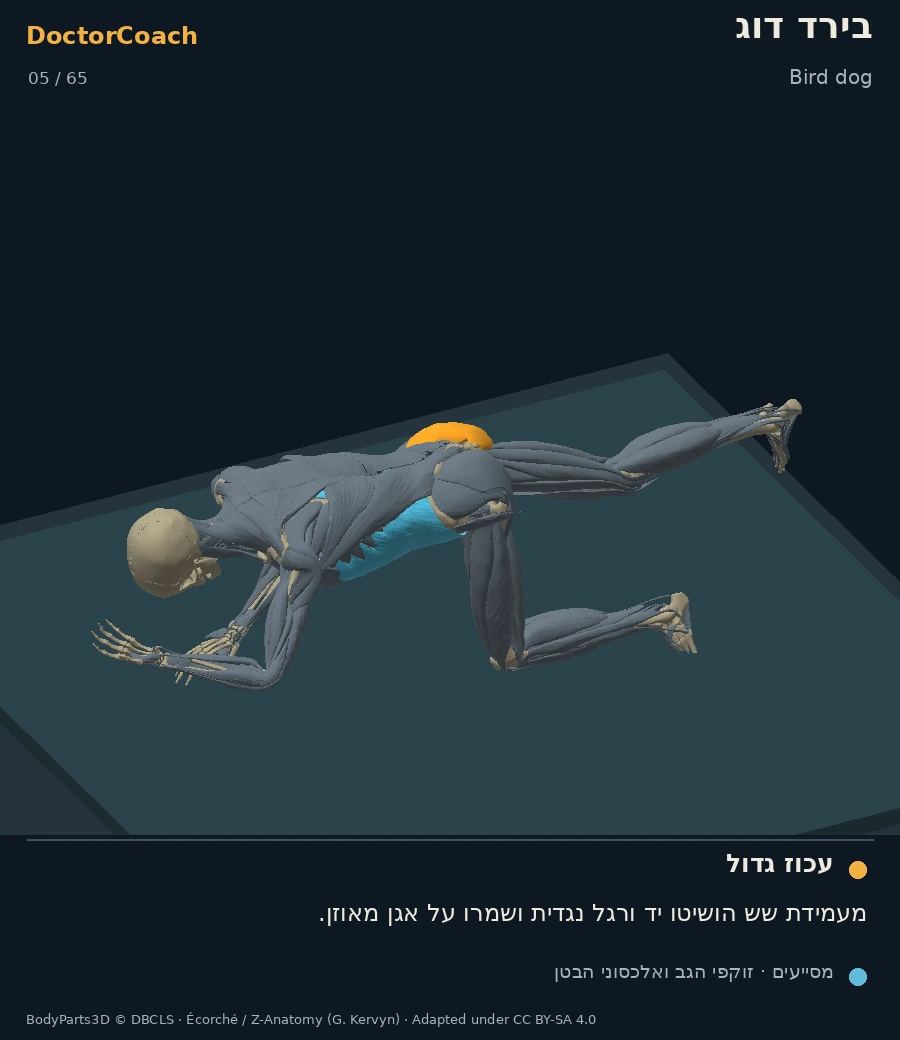 DoctorCoach
בירד דוג
05 / 65
Bird dog
עכוז גדול
מעמידת שש הושיטו יד ורגל נגדית ושמרו על אגן מאוזן.
מסייעים · זוקפי הגב ואלכסוני הבטן
BodyParts3D © DBCLS · Écorché / Z-Anatomy (G. Kervyn) · Adapted under CC BY-SA 4.0